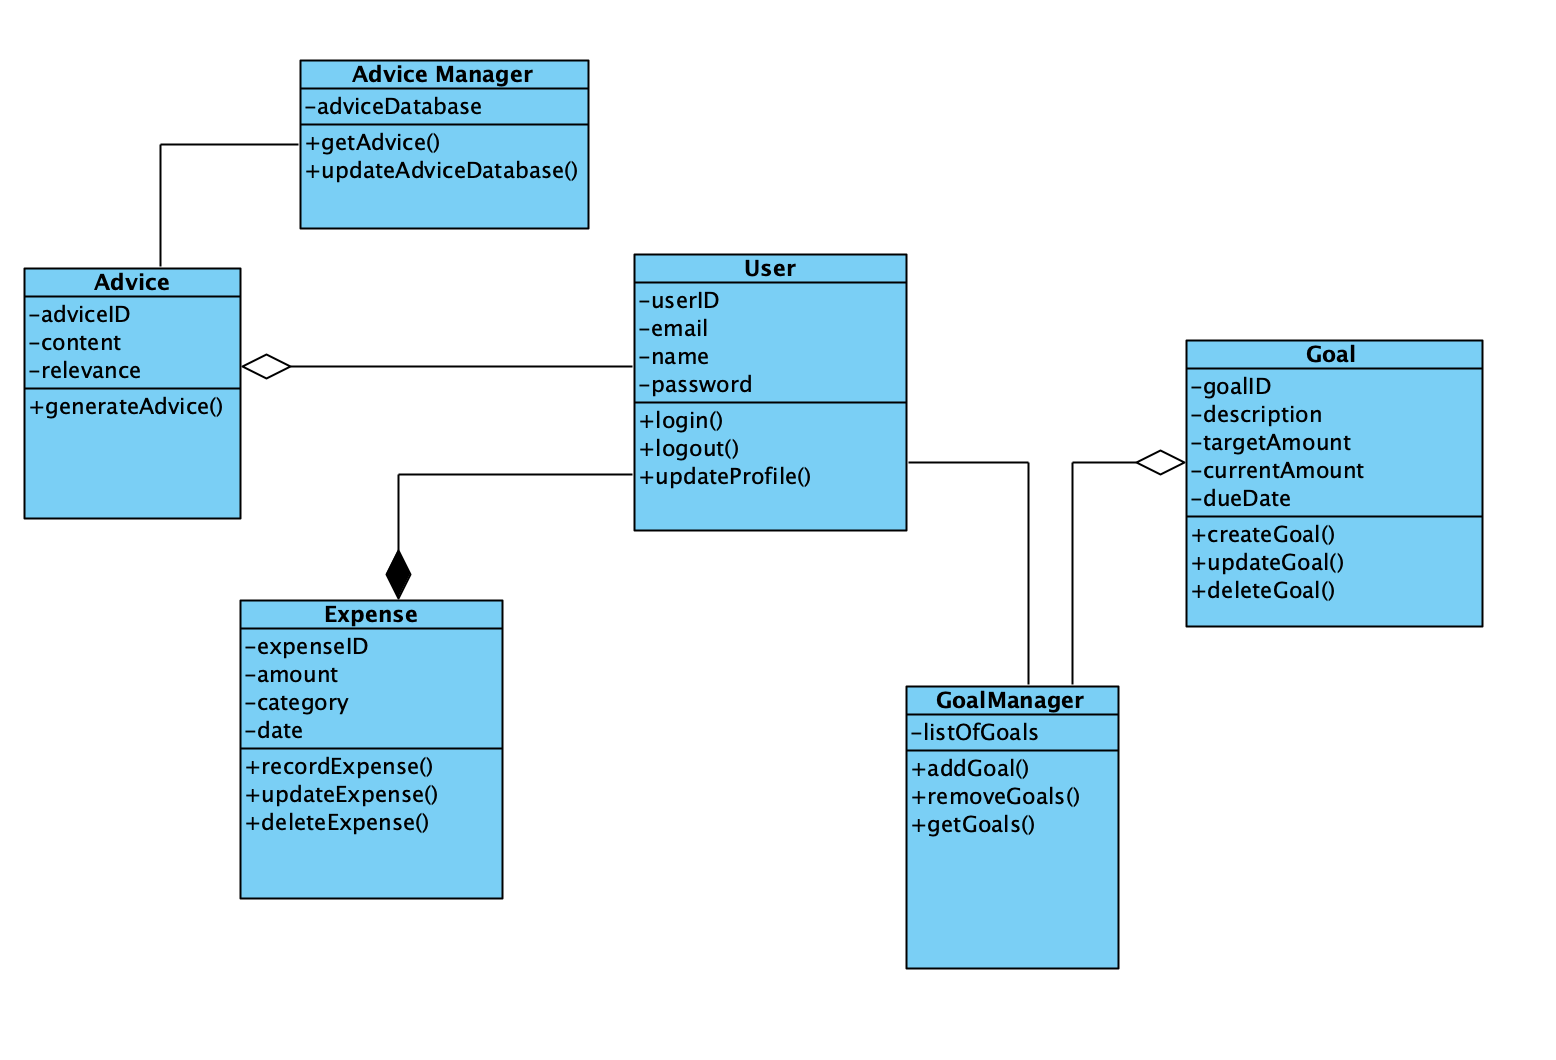 Advice Manager
-adviceDatabase
+getAdvice()
+updateAdviceDatabase()
Advice
-adviceID
-content
-relevance
+generateAdvice()
User
-userID
-email
-name
-password
+login()
+logout()
+updateProfile()
Goal
-goalID
-description
-targetAmount
-currentAmount
-dueDate
+createGoal()
+updateGoal()
+deleteGoal()
Expense
-expenseID
-amount
-category
-date
+recordExpense()
+updateExpense()
+deleteExpense()
GoalManager
-listOfGoals
+addGoal()
+removeGoals()
+getGoals()